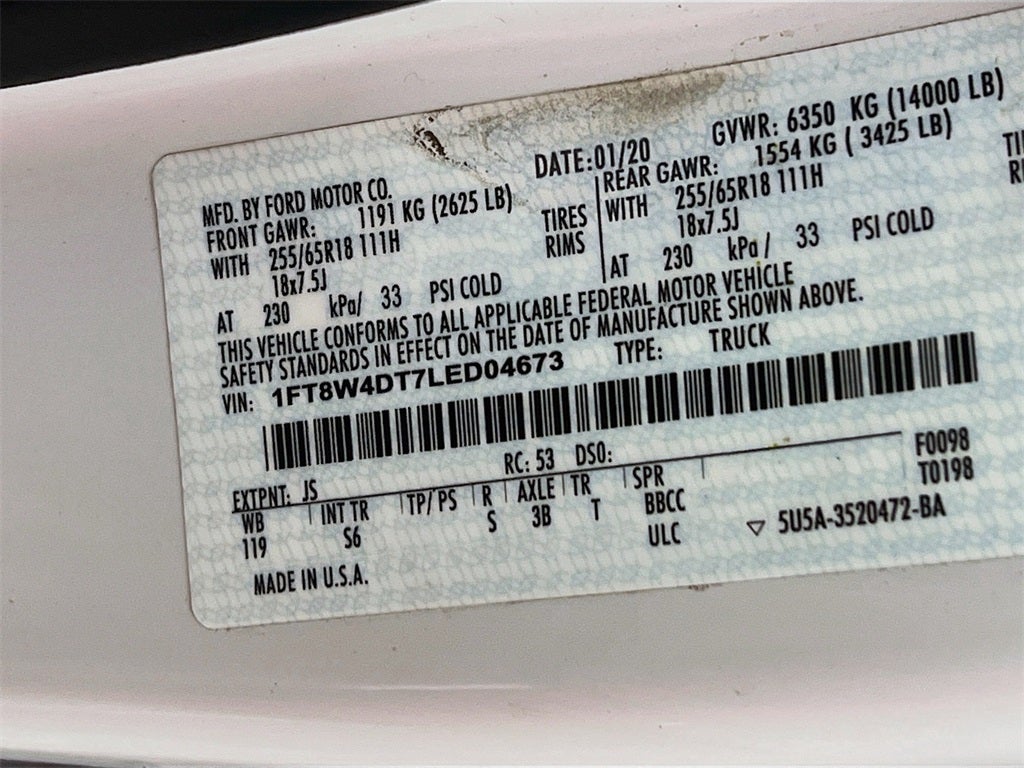 DATE: 01/20 GVWR: 6350 KG (14000 LB)
MFD. BY FORD MOTOR CO.
FRONT GAWR: 1191 KG (2625 LB) REAR GAWR: 1554 KG ( 3425 LB)
WITH 255/65R18 111H TIRES WITH 255/65R18 111H TI
18x7.5J RIMS 18x7.5J
AT 230 kPa/ 33 PSI COLD AT 230 kPa/ 33 PSI COLD
THIS VEHICLE CONFORMS TO ALL APPLICABLE FEDERAL MOTOR VEHICLE
SAFETY STANDARDS IN EFFECT ON THE DATE OF MANUFACTURE SHOWN ABOVE.
VIN: 1FT8W4DT7LED04673 TYPE: TRUCK
F0098
T0198
EXTPNT: JS RC: 53 DSO:
WB INT TR TP/PS R AXLE TR SPR
119 S6 S 3B T BBCC
ULC 5U5A-3520472-BA
MADE IN U.S.A.